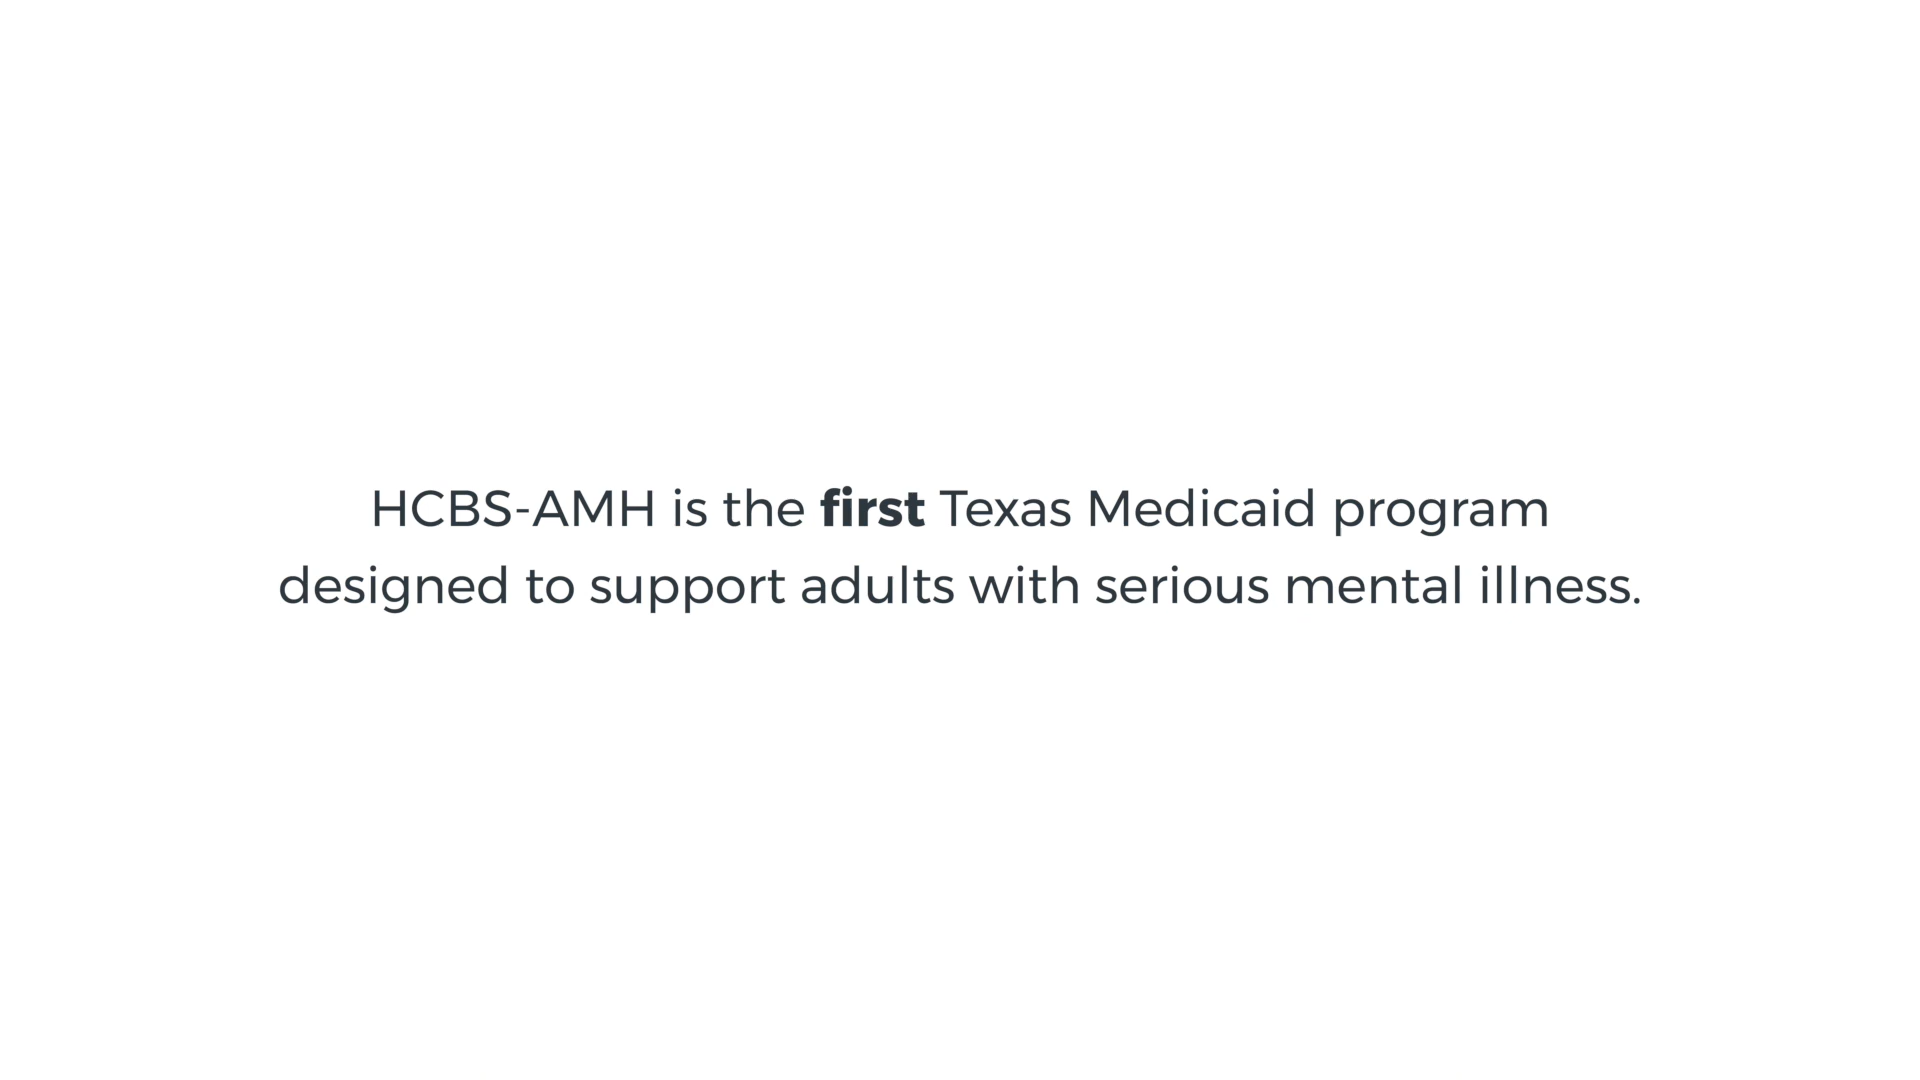 HCBS-AMH is the first Texas Medicaid program
designed to support adults with serious mental illness.